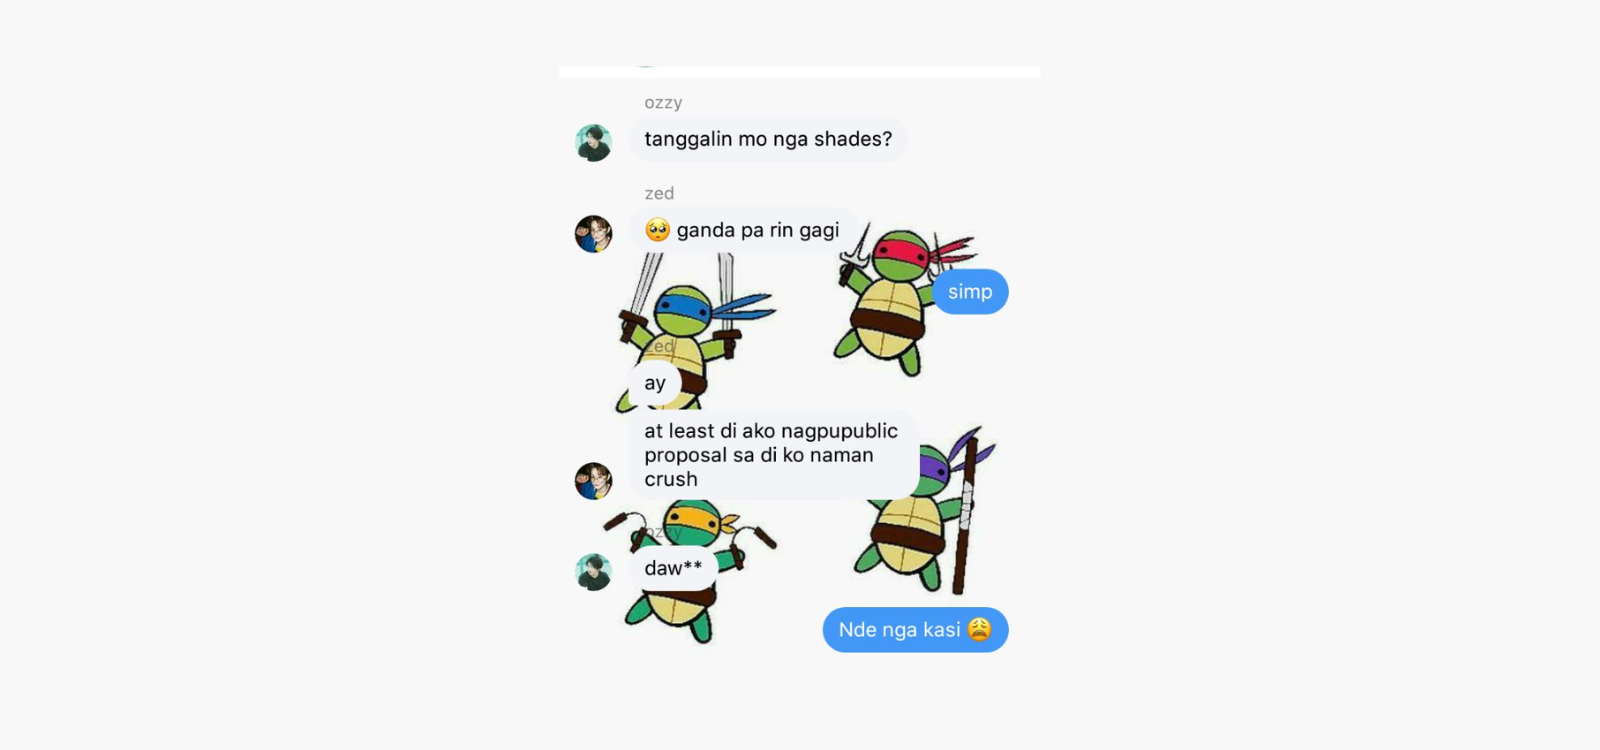 ozzy
tanggalin mo nga shades?
zed
🥺 ganda pa rin gagi
simp
zed
ay
at least di ako nagpupublic
proposal sa di ko naman
crush
ozzy
daw**
Nde nga kasi 😩